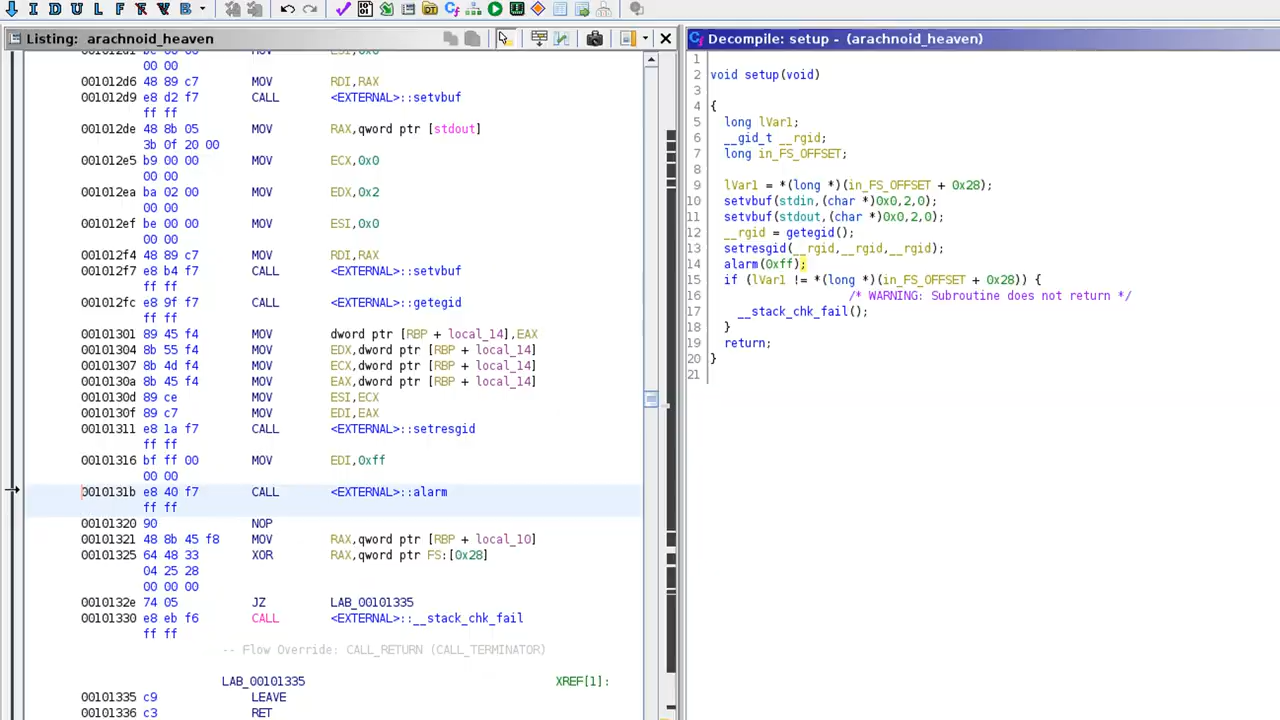 I D U L F F V B
Listing: arachnoid_heaven
00 00
001012d6 48 89 c7 MOV RDI,RAX
001012d9 e8 d2 f7 CALL <EXTERNAL>::setvbuf
ff ff
001012de 48 8b 05 MOV RAX,qword ptr [stdout]
3b 0f 20 00
001012e5 b9 00 00 MOV ECX,0x0
00 00
001012ea ba 02 00 MOV EDX,0x2
00 00
001012ef be 00 00 MOV ESI,0x0
00 00
001012f4 48 89 c7 MOV RDI,RAX
001012f7 e8 b4 f7 CALL <EXTERNAL>::setvbuf
ff ff
001012fc e8 9f f7 CALL <EXTERNAL>::getegid
ff ff
00101301 89 45 f4 MOV dword ptr [RBP + local_14],EAX
00101304 8b 55 f4 MOV EDX,dword ptr [RBP + local_14]
00101307 8b 4d f4 MOV ECX,dword ptr [RBP + local_14]
0010130a 8b 45 f4 MOV EAX,dword ptr [RBP + local_14]
0010130d 89 ce MOV ESI,ECX
0010130f 89 c7 MOV EDI,EAX
00101311 e8 1a f7 CALL <EXTERNAL>::setresgid
ff ff
00101316 bf ff 00 MOV EDI,0xff
00 00
0010131b e8 40 f7 CALL <EXTERNAL>::alarm
ff ff
00101320 90 NOP
00101321 48 8b 45 f8 MOV RAX,qword ptr [RBP + local_10]
00101325 64 48 33 XOR RAX,qword ptr FS:[0x28]
04 25 28
00 00 00
0010132e 74 05 JZ LAB_00101335
00101330 e8 eb f6 CALL <EXTERNAL>::__stack_chk_fail
ff ff
-- Flow Override: CALL_RETURN (CALL_TERMINATOR)
LAB_00101335 XREF[1]:
00101335 c9 LEAVE
00101336 c3 RET
Decompile: setup - (arachnoid_heaven)
1
2 void setup(void)
3
4 {
5 long lVar1;
6 __gid_t __rgid;
7 long in_FS_OFFSET;
8
9 lVar1 = *(long *)(in_FS_OFFSET + 0x28);
10 setvbuf(stdin,(char *)0x0,2,0);
11 setvbuf(stdout,(char *)0x0,2,0);
12 __rgid = getegid();
13 setresgid(__rgid,__rgid,__rgid);
14 alarm(0xff);
15 if (lVar1 != *(long *)(in_FS_OFFSET + 0x28)) {
16 /* WARNING: Subroutine does not return */
17 __stack_chk_fail();
18 }
19 return;
20 }
21